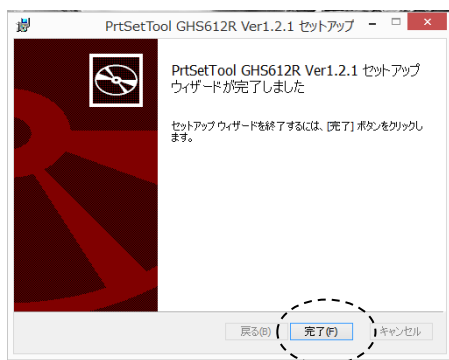 PrtSetTool GHS612R Ver1.2.1 セットアップ
PrtSetTool GHS612R Ver1.2.1 セットアップ
ウィザードが完了しました
セットアップ ウィザードを終了するには、[完了] ボタンをクリックし
ます。
戻る(B) 完了(F) キャンセル